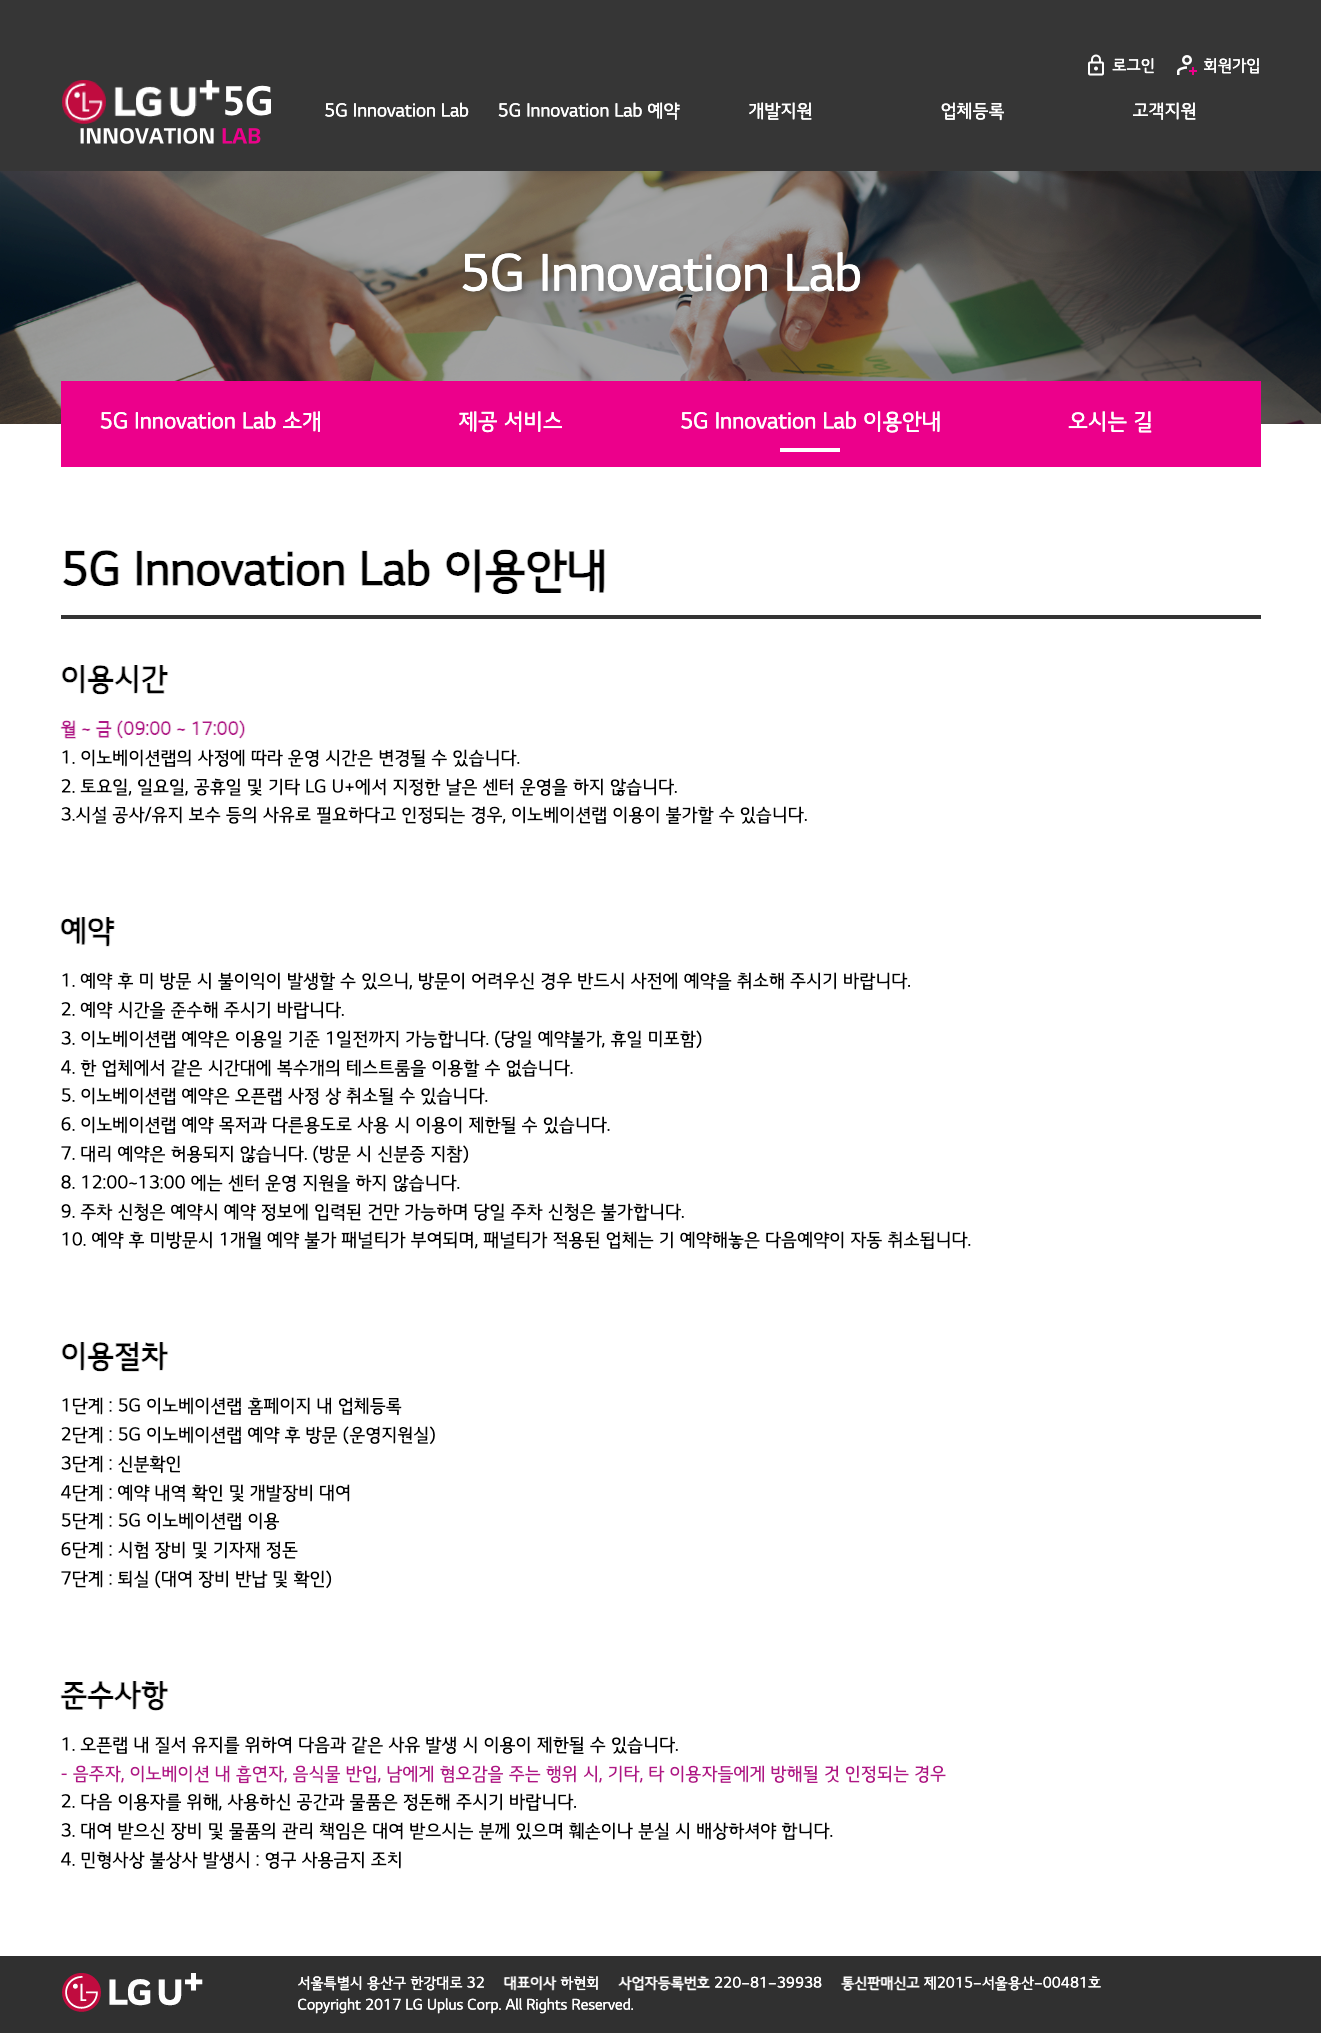 로그인 회원가입
LG U+ 5G
INNOVATION LAB
5G Innovation Lab 5G Innovation Lab 예약 개발지원 업체등록 고객지원
5G Innovation Lab
5G Innovation Lab 소개 제공 서비스 5G Innovation Lab 이용안내 오시는 길
5G Innovation Lab 이용안내
이용시간
월 ~ 금 (09:00 ~ 17:00)
1. 이노베이션랩의 사정에 따라 운영 시간은 변경될 수 있습니다.
2. 토요일, 일요일, 공휴일 및 기타 LG U+에서 지정한 날은 센터 운영을 하지 않습니다.
3.시설 공사/유지 보수 등의 사유로 필요하다고 인정되는 경우, 이노베이션랩 이용이 불가할 수 있습니다.
예약
1. 예약 후 미 방문 시 불이익이 발생할 수 있으니, 방문이 어려우신 경우 반드시 사전에 예약을 취소해 주시기 바랍니다.
2. 예약 시간을 준수해 주시기 바랍니다.
3. 이노베이션랩 예약은 이용일 기준 1일전까지 가능합니다. (당일 예약불가, 휴일 미포함)
4. 한 업체에서 같은 시간대에 복수개의 테스트룸을 이용할 수 없습니다.
5. 이노베이션랩 예약은 오픈랩 사정 상 취소될 수 있습니다.
6. 이노베이션랩 예약 목저과 다른용도로 사용 시 이용이 제한될 수 있습니다.
7. 대리 예약은 허용되지 않습니다. (방문 시 신분증 지참)
8. 12:00~13:00 에는 센터 운영 지원을 하지 않습니다.
9. 주차 신청은 예약시 예약 정보에 입력된 건만 가능하며 당일 주차 신청은 불가합니다.
10. 예약 후 미방문시 1개월 예약 불가 패널티가 부여되며, 패널티가 적용된 업체는 기 예약해놓은 다음예약이 자동 취소됩니다.
이용절차
1단계 : 5G 이노베이션랩 홈페이지 내 업체등록
2단계 : 5G 이노베이션랩 예약 후 방문 (운영지원실)
3단계 : 신분확인
4단계 : 예약 내역 확인 및 개발장비 대여
5단계 : 5G 이노베이션랩 이용
6단계 : 시험 장비 및 기자재 정돈
7단계 : 퇴실 (대여 장비 반납 및 확인)
준수사항
1. 오픈랩 내 질서 유지를 위하여 다음과 같은 사유 발생 시 이용이 제한될 수 있습니다.
- 음주자, 이노베이션 내 흡연자, 음식물 반입, 남에게 혐오감을 주는 행위 시, 기타, 타 이용자들에게 방해될 것 인정되는 경우
2. 다음 이용자를 위해, 사용하신 공간과 물품은 정돈해 주시기 바랍니다.
3. 대여 받으신 장비 및 물품의 관리 책임은 대여 받으시는 분께 있으며 훼손이나 분실 시 배상하셔야 합니다.
4. 민형사상 불상사 발생시 : 영구 사용금지 조치
LG U+
서울특별시 용산구 한강대로 32 대표이사 하현회 사업자등록번호 220-81-39938 통신판매신고 제2015-서울용산-00481호
Copyright 2017 LG Uplus Corp. All Rights Reserved.